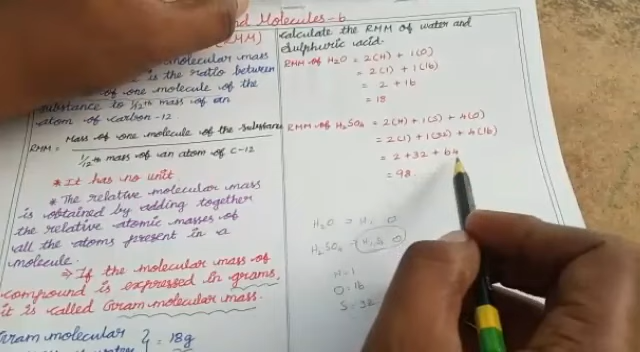 nd Molecules-6
(RMM)
molecular mass
is the ratio between
of one molecule of the
substance to 1/12th mass of an
atom of carbon-12.
RMM = Mass of one molecule of the substance
1/12th mass of an atom of C-12
* It has no unit
* The relative molecular mass
is obtained by adding together
the relative atomic masses of
all the atoms present in a
molecule.
⇒ If the molecular mass of
compound is expressed in grams,
it is called Gram molecular mass.
Gram molecular
= 18g
calculate the RMM of water and
sulphuric acid.
RMM of H₂O = 2(H) + 1(O)
= 2(1) + 1(16)
= 2 + 16
= 18
RMM of H₂SO₄ = 2(H) + 1(S) + 4(O)
= 2(1) + 1(32) + 4(16)
= 2 + 32 + 64
= 98.
H₂O → H, O
H₂SO₄ → H, S, O
H = 1
O = 16
S = 32